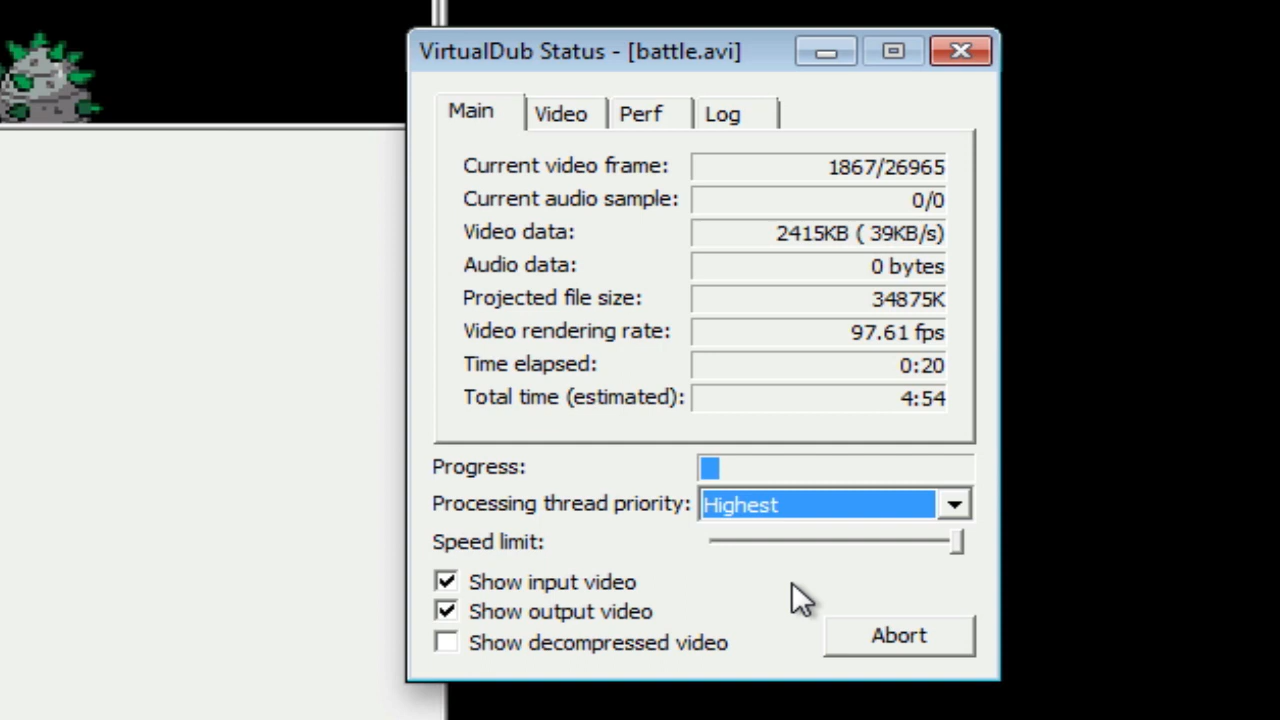 VirtualDub Status - [battle.avi]
Main Video Perf Log
Current video frame: 1867/26965
Current audio sample: 0/0
Video data: 2415KB ( 39KB/s)
Audio data: 0 bytes
Projected file size: 34875K
Video rendering rate: 97.61 fps
Time elapsed: 0:20
Total time (estimated): 4:54
Progress:
Processing thread priority: Highest
Speed limit:
Show input video
Show output video
Show decompressed video
Abort